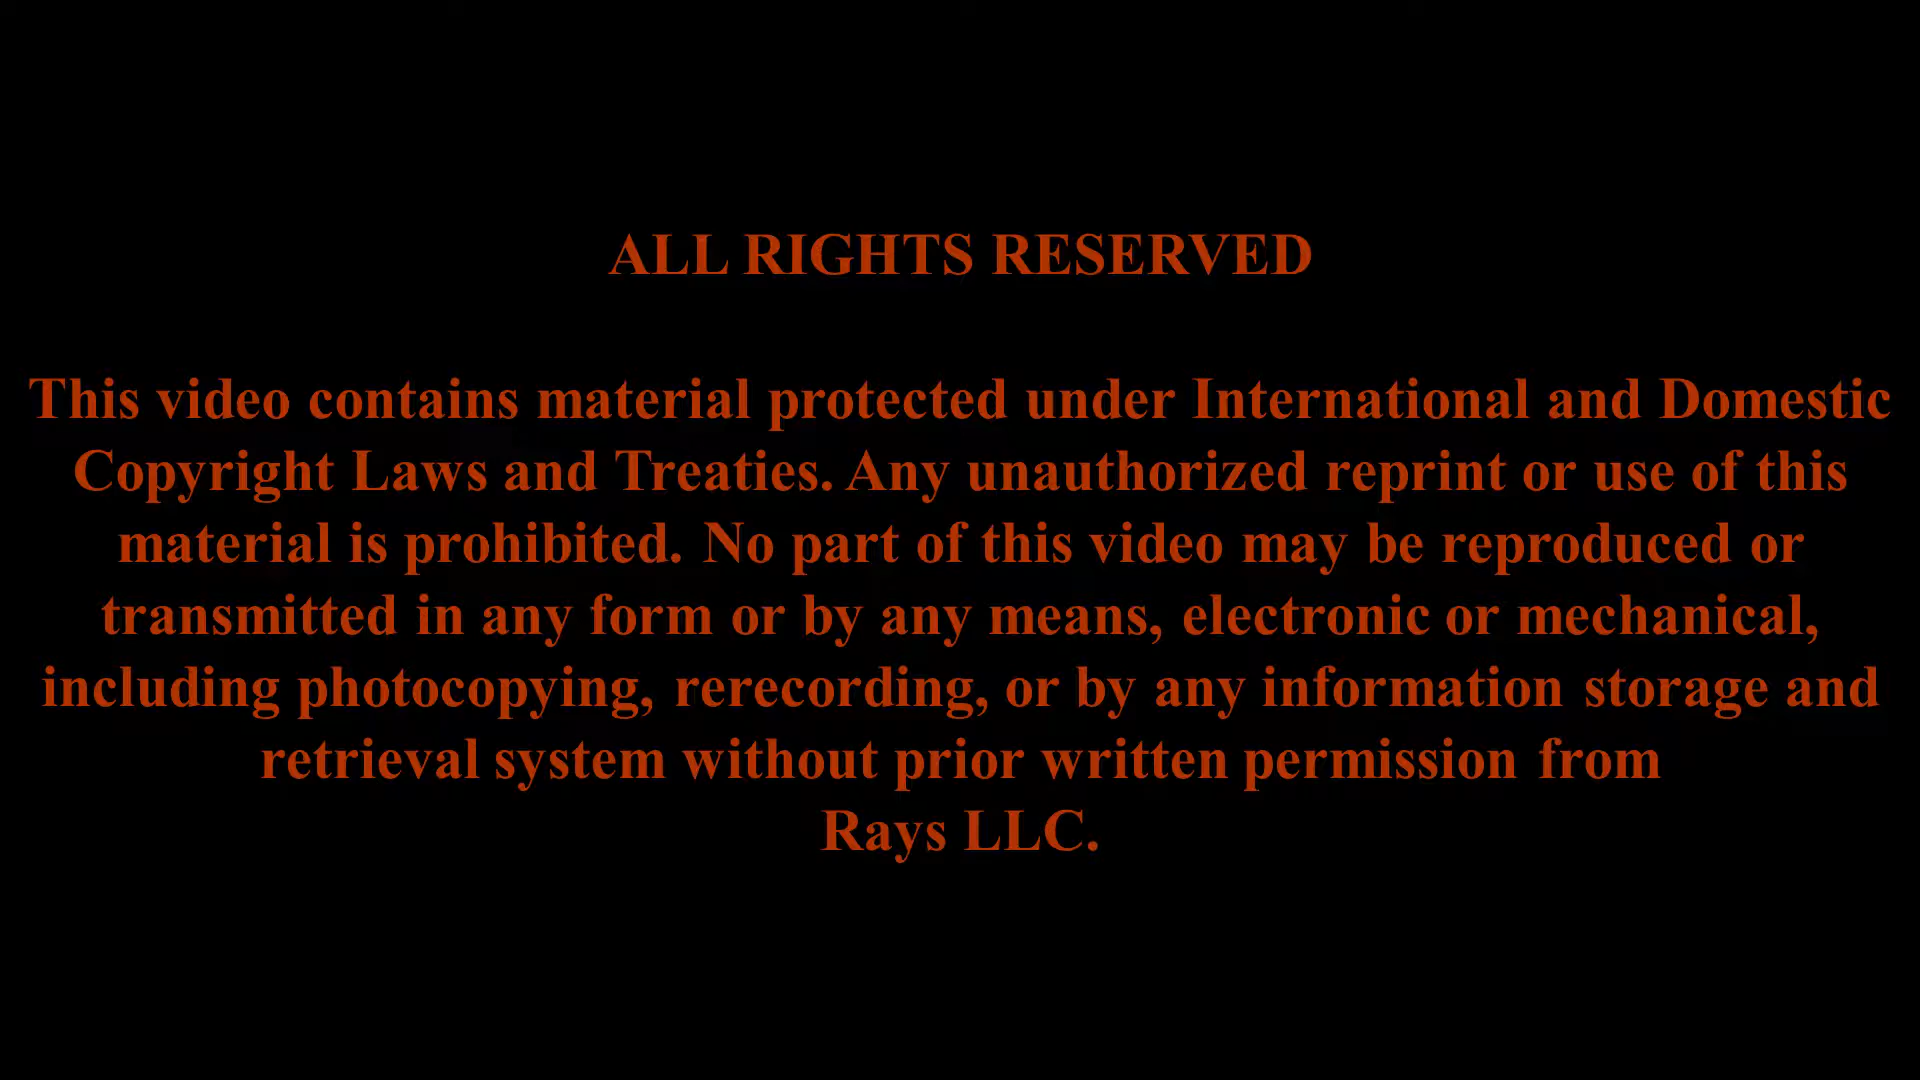 ALL RIGHTS RESERVED
This video contains material protected under International and Domestic
Copyright Laws and Treaties. Any unauthorized reprint or use of this
material is prohibited. No part of this video may be reproduced or
transmitted in any form or by any means, electronic or mechanical,
including photocopying, rerecording, or by any information storage and
retrieval system without prior written permission from
Rays LLC.